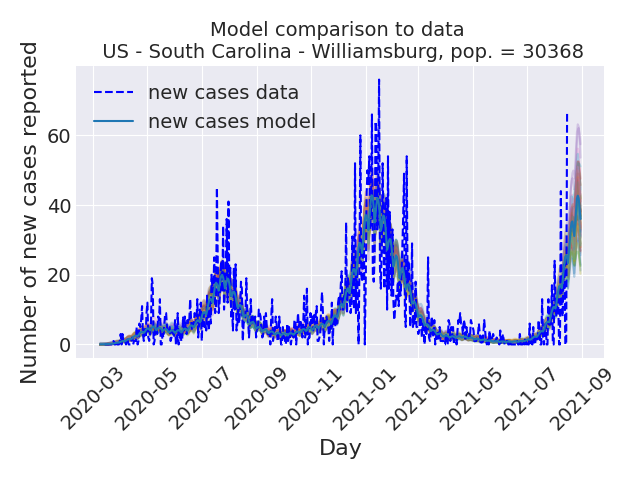 Model comparison to data
US - South Carolina - Williamsburg, pop. = 30368
Number of new cases reported
new cases data
new cases model
60
40
20
0
2020-03
2020-05
2020-07
2020-09
2020-11
2021-01
2021-03
2021-05
2021-07
2021-09
Day